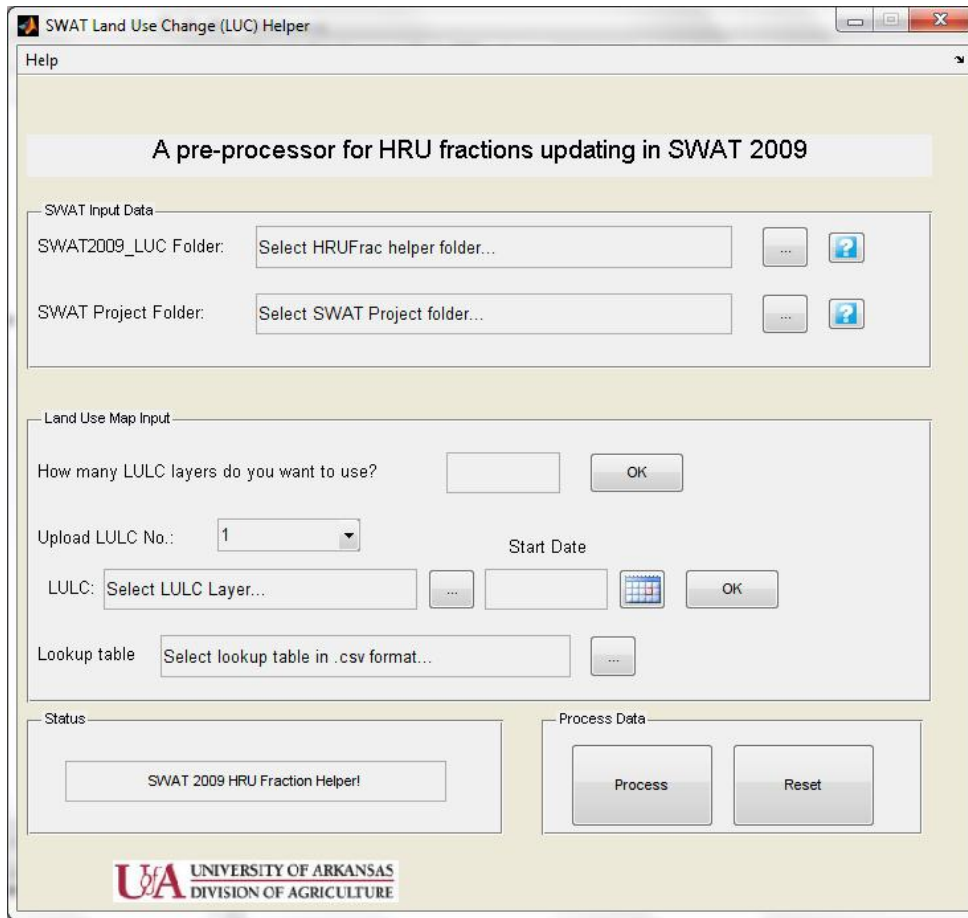 SWAT Land Use Change (LUC) Helper
Help
A pre-processor for HRU fractions updating in SWAT 2009
SWAT Input Data
SWAT2009_LUC Folder: Select HRUFrac helper folder... ... ?
SWAT Project Folder: Select SWAT Project folder... ... ?
Land Use Map Input
How many LULC layers do you want to use? OK
Upload LULC No.: 1
Start Date
LULC: Select LULC Layer... ... OK
Lookup table Select lookup table in .csv format... ...
Status
SWAT 2009 HRU Fraction Helper!
Process Data
Process Reset
UofA UNIVERSITY OF ARKANSAS
DIVISION OF AGRICULTURE